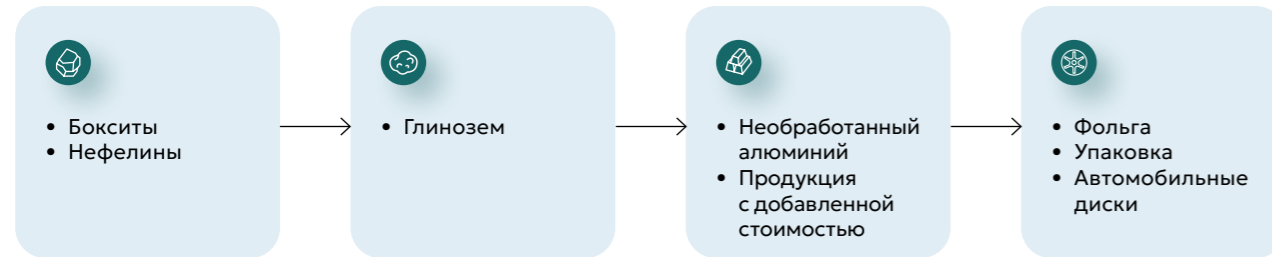 • Бокситы
• Нефелины
• Глинозем
• Необработанный
алюминий
• Продукция
с добавленной
стоимостью
• Фольга
• Упаковка
• Автомобильные
диски